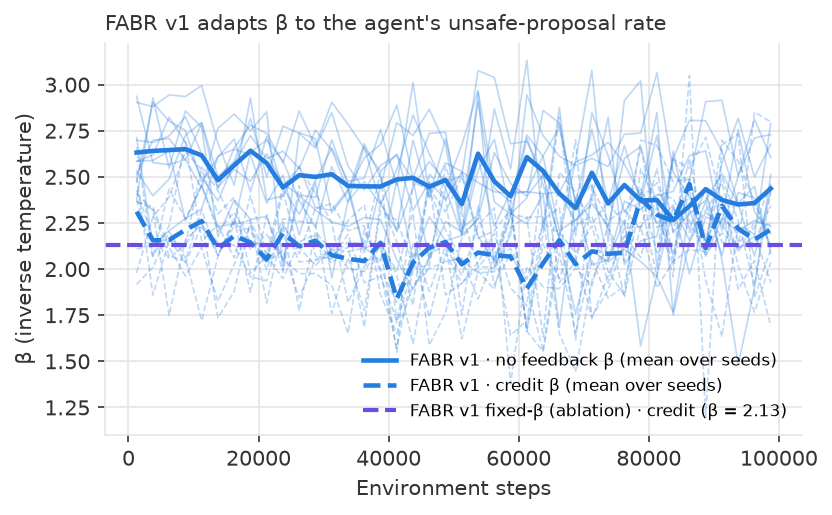 FABR v1 adapts β to the agent's unsafe-proposal rate
β (inverse temperature)
3.00
2.75
2.50
2.25
2.00
1.75
1.50
1.25
FABR v1 · no feedback β (mean over seeds)
FABR v1 · credit β (mean over seeds)
FABR v1 fixed-β (ablation) · credit (β = 2.13)
0 20000 40000 60000 80000 100000
Environment steps